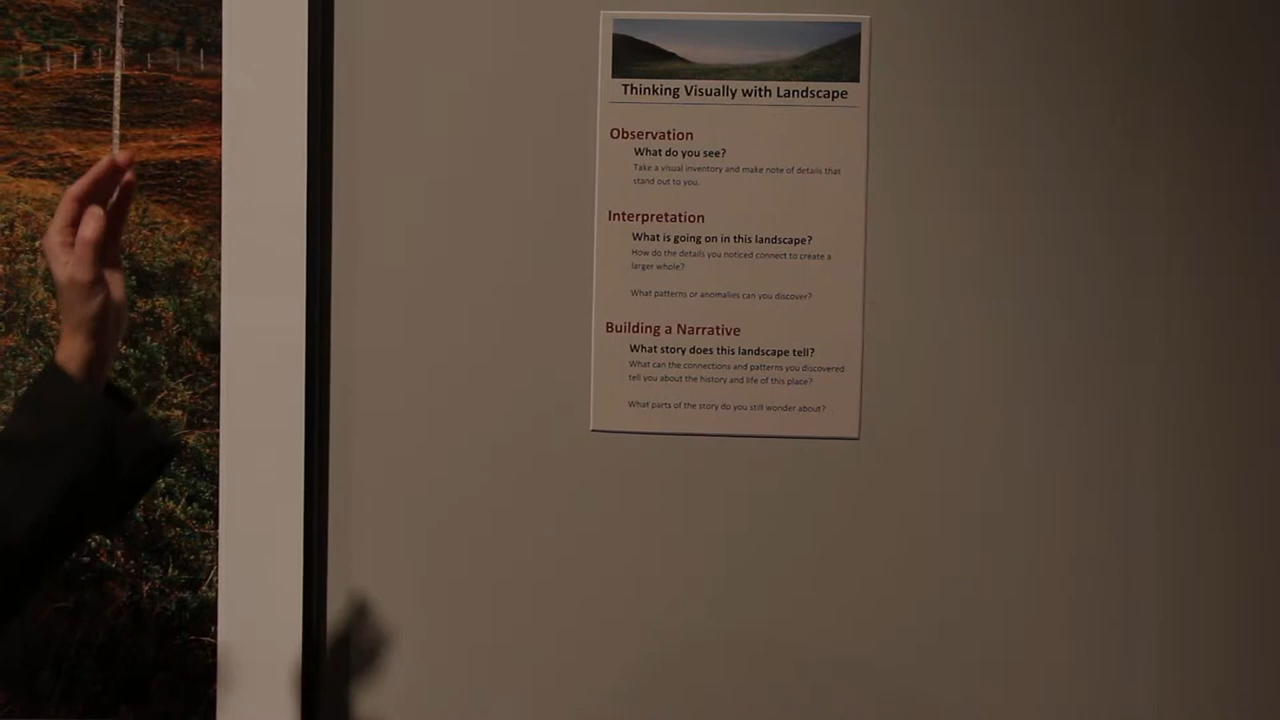 Thinking Visually with Landscape
Observation
What do you see?
Take a visual inventory and make note of details that
stand out to you.
Interpretation
What is going on in this landscape?
How do the details you noticed connect to create a
larger whole?
What patterns or anomalies can you discover?
Building a Narrative
What story does this landscape tell?
What can the connections and patterns you discovered
tell you about the history and life of this place?
What parts of the story do you still wonder about?